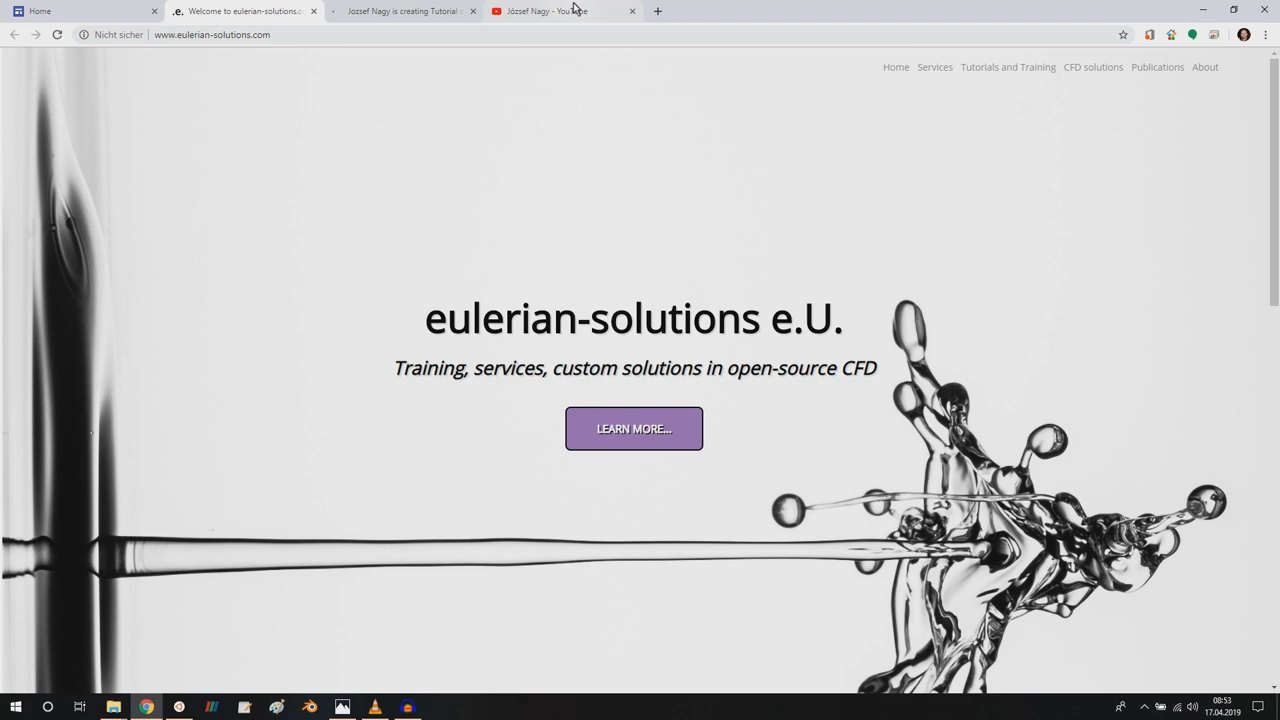 Home
.e. Welcome to eulerian-solutions.co
Jozsef Nagy is creating Tutorial
József Nagy - YouTube
Nicht sicher
www.eulerian-solutions.com
Home Services Tutorials and Training CFD solutions Publications About
eulerian-solutions e.U.
Training, services, custom solutions in open-source CFD
LEARN MORE...
08:53
17.04.2019